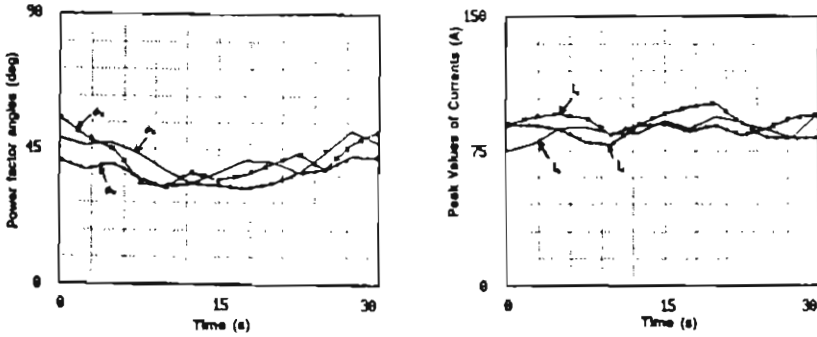 90
45
0
Power factor angles (deg)
0 15 30
Time (s)
150
75
0
Peak Values of Currents (A)
0 15 30
Time (s)